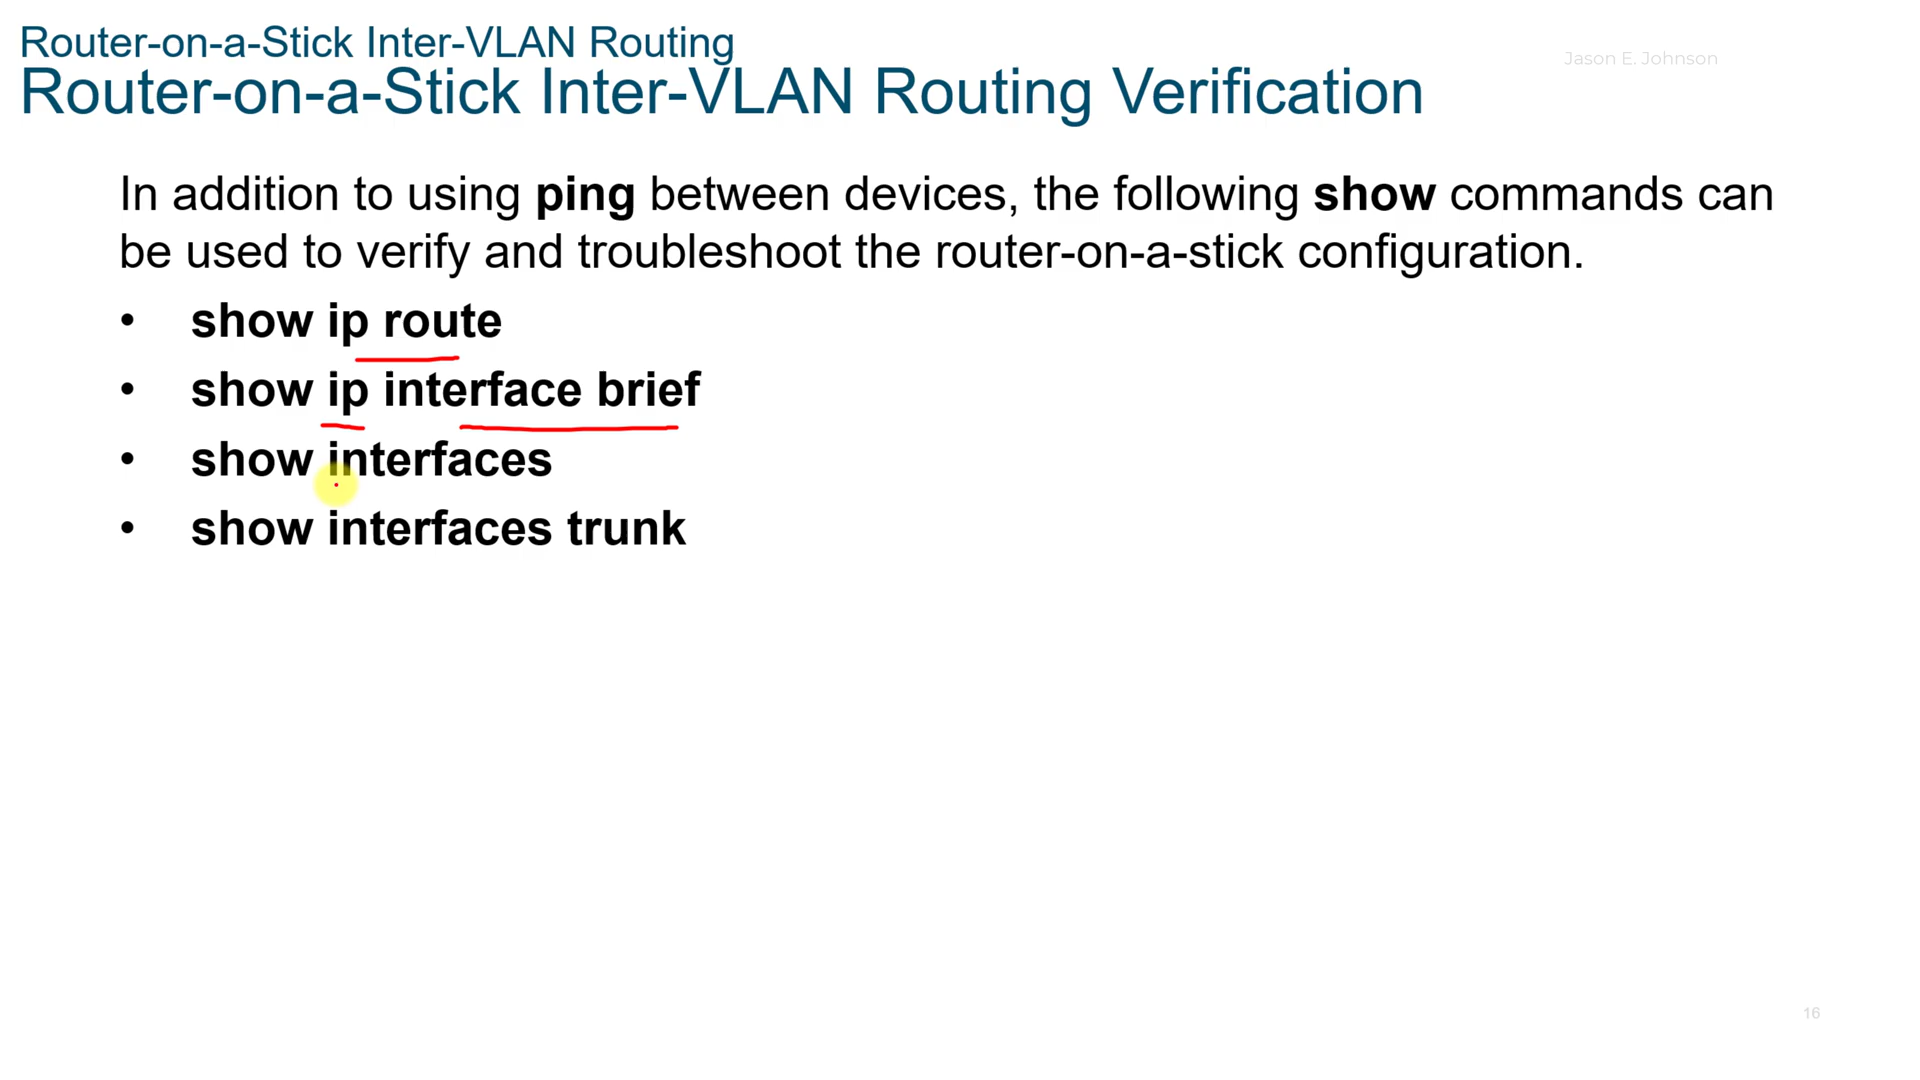 Router-on-a-Stick Inter-VLAN Routing
Jason E. Johnson
Router-on-a-Stick Inter-VLAN Routing Verification
In addition to using ping between devices, the following show commands can
be used to verify and troubleshoot the router-on-a-stick configuration.
• show ip route
• show ip interface brief
• show interfaces
• show interfaces trunk
16